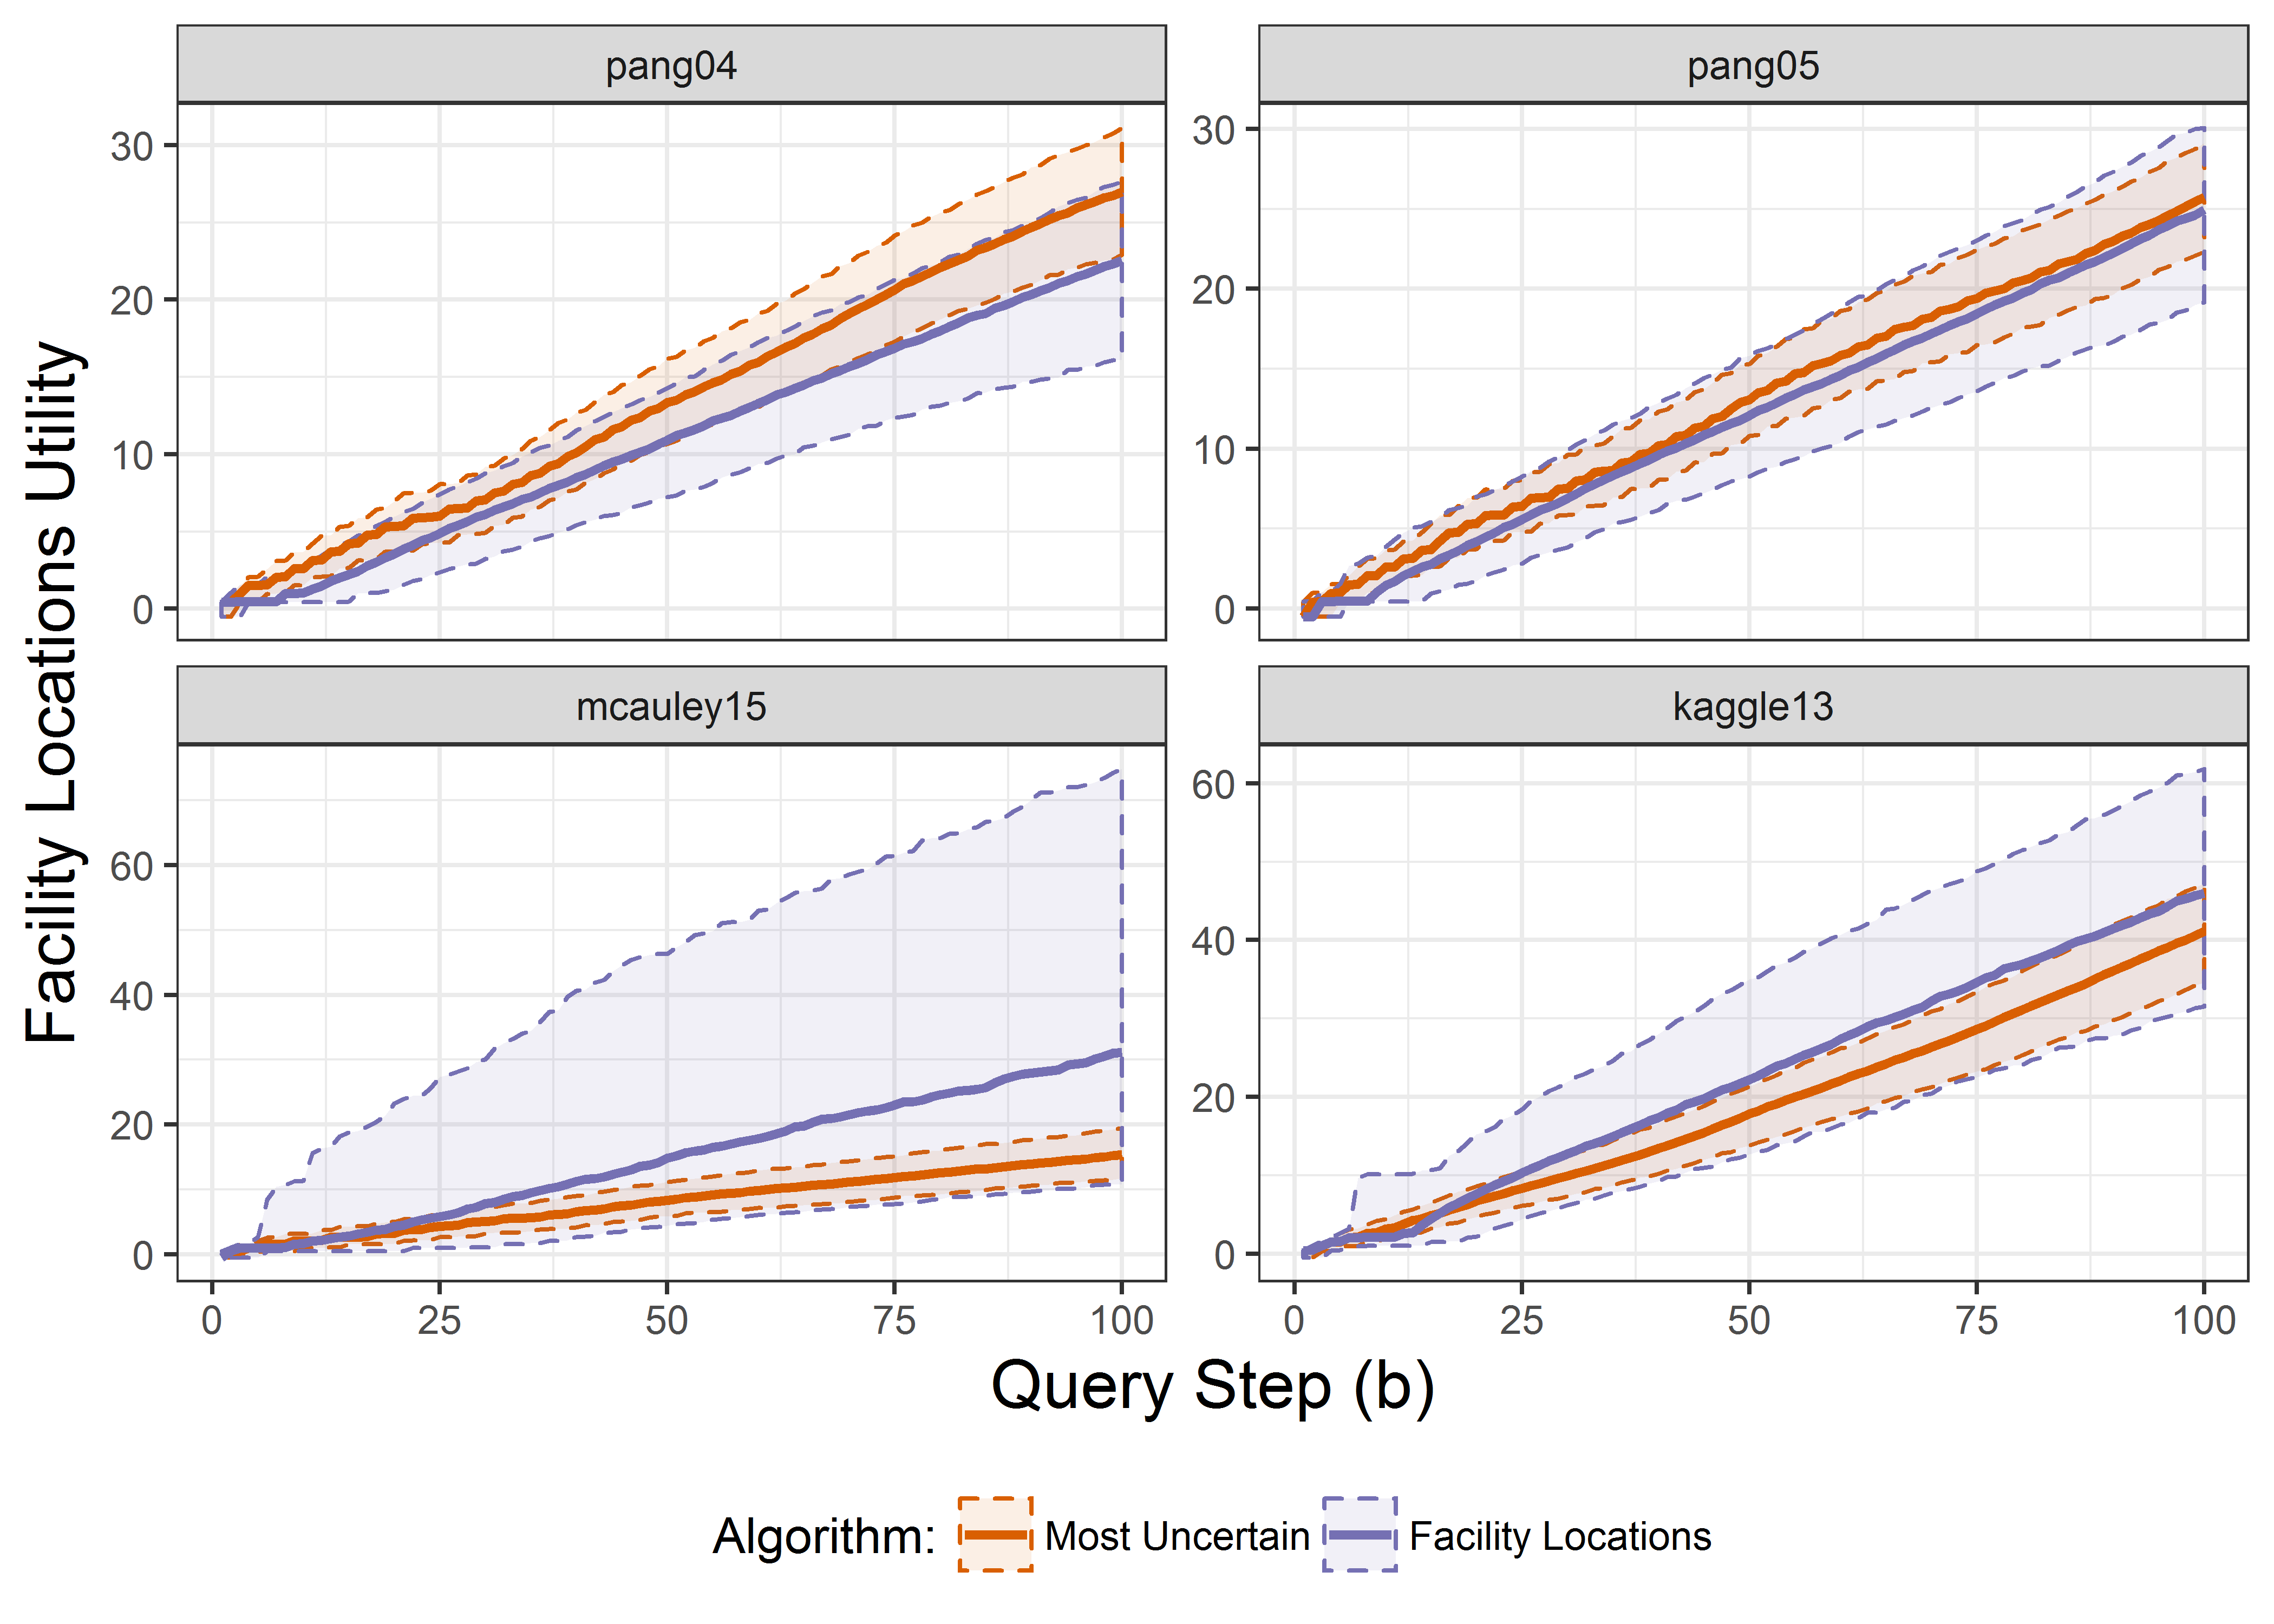 pang04
pang05
30
20
10
0
30
20
10
0
mcauley15
kaggle13
60
40
20
0
60
40
20
0
0 25 50 75 100
0 25 50 75 100
Facility Locations Utility
Query Step (b)
Algorithm: Most Uncertain Facility Locations